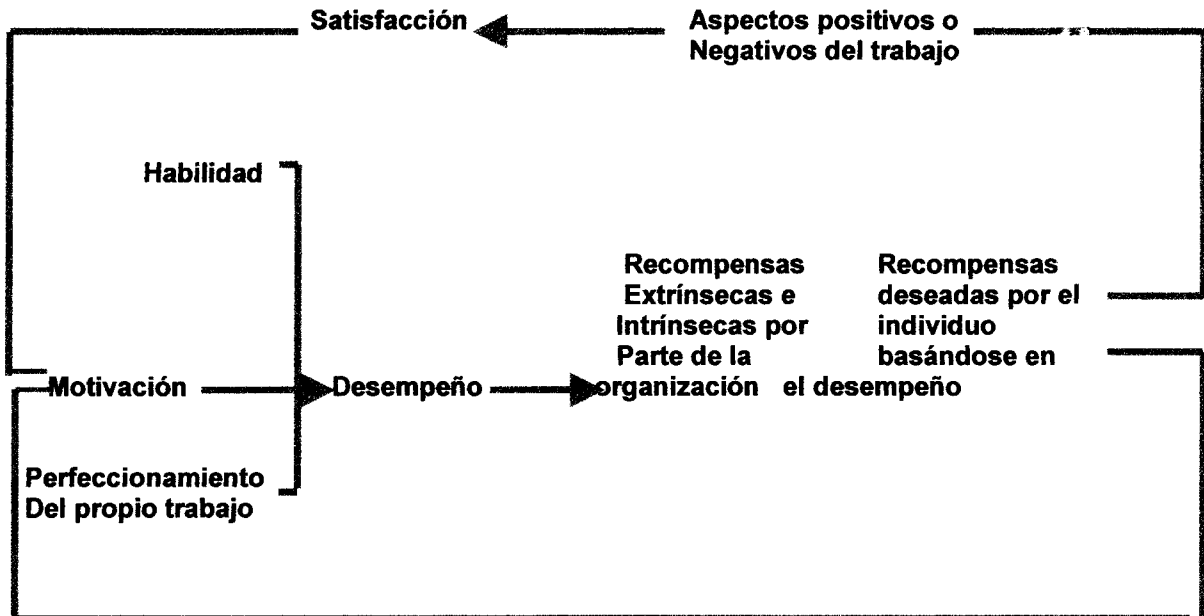 Satisfacción
Aspectos positivos o
Negativos del trabajo
Habilidad
Recompensas
Extrínsecas e
Intrínsecas por
Parte de la
organización
Recompensas
deseadas por el
individuo
basándose en
el desempeño
Motivación
Desempeño
Perfeccionamiento
Del propio trabajo